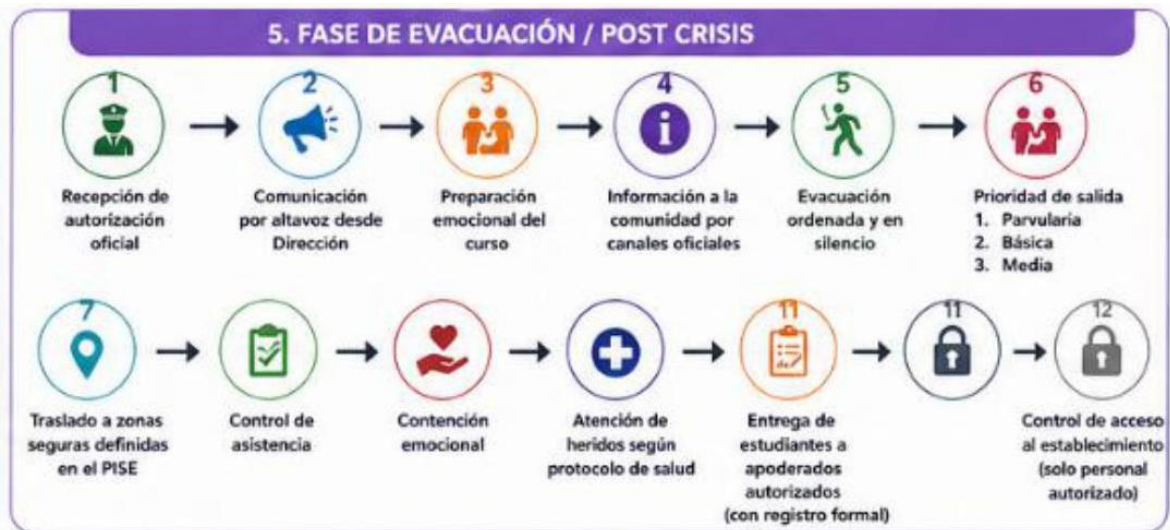 5. FASE DE EVACUACIÓN / POST CRISIS
1
Recepción de
autorización
oficial
2
Comunicación
por altavoz desde
Dirección
3
Preparación
emocional del
curso
4
Información a la
comunidad por
canales oficiales
5
Evacuación
ordenada y en
silencio
6
Prioridad de salida
1. Parvularia
2. Básica
3. Media
7
Traslado a zonas
seguras definidas
en el PISE
Control de
asistencia
Contención
emocional
Atención de
heridos según
protocolo de salud
11
Entrega de
estudiantes a
apoderados
autorizados
(con registro formal)
11
12
Control de acceso
al establecimiento
(solo personal
autorizado)